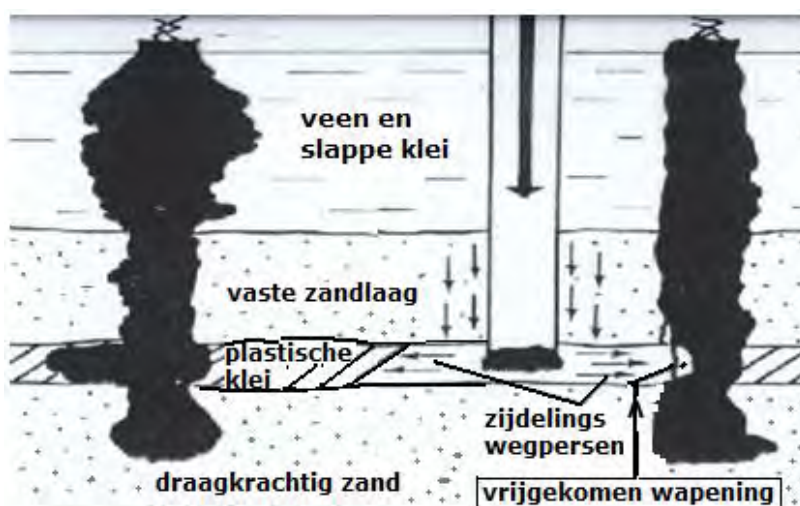 veen en
slappe klei
vaste zandlaag
plastische
klei
zijdelings
wegpersen
draagkrachtig zand
vrijgekomen wapening